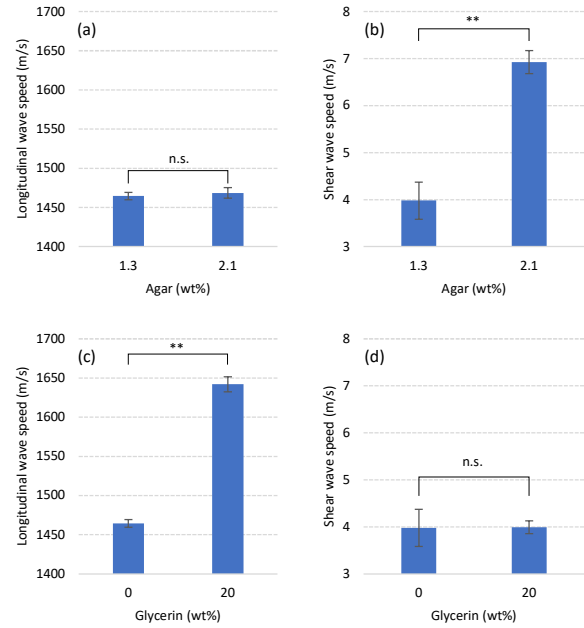 (a)
Longitudinal wave speed (m/s)
1700
1650
1600
1550
1500
1450
1400
n.s.
1.3 2.1
Agar (wt%)
(b)
Shear wave speed (m/s)
8
7
6
5
4
3
**
1.3 2.1
Agar (wt%)
(c)
Longitudinal wave speed (m/s)
1700
1650
1600
1550
1500
1450
1400
**
0 20
Glycerin (wt%)
(d)
Shear wave speed (m/s)
8
7
6
5
4
3
n.s.
0 20
Glycerin (wt%)